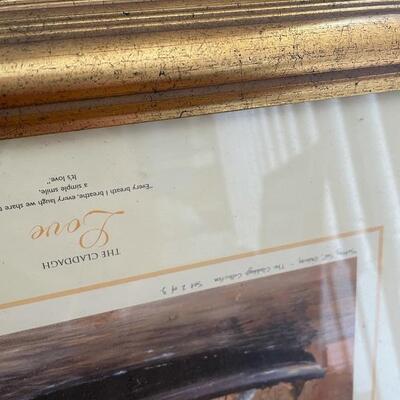 THE CLADDAGH
Love
"Every breath I breathe, every laugh we share
a simple smile,
It's love."
The Claddagh Collection Set 2 of 3